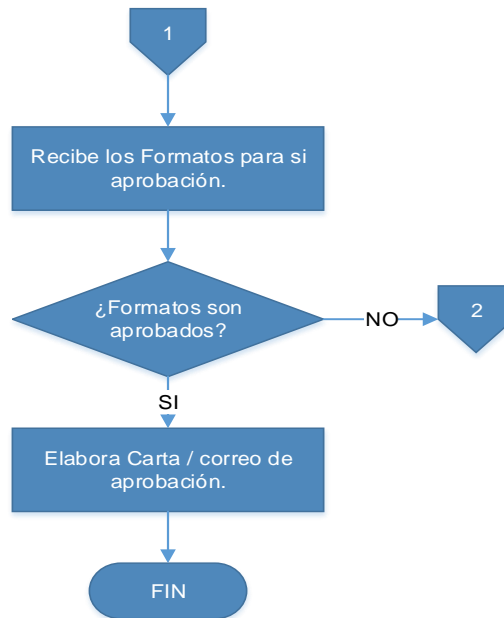 1
Recibe los Formatos para si
aprobación.
¿Formatos son
aprobados?
NO
2
SI
Elabora Carta / correo de
aprobación.
FIN